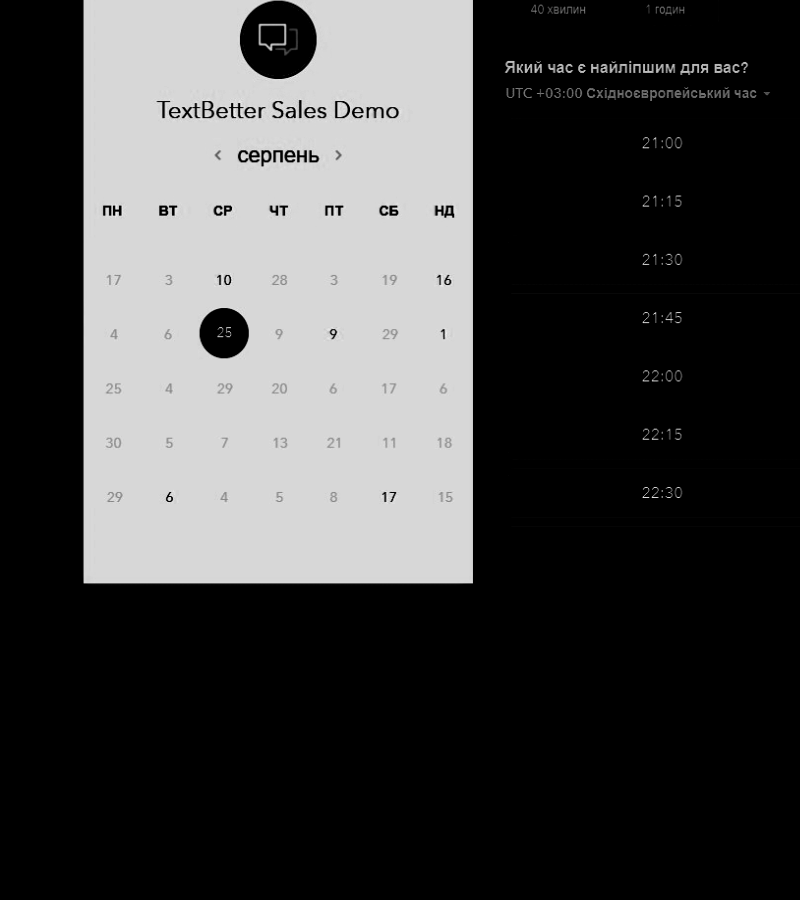 TextBetter Sales Demo
серпень
ПН ВТ СР ЧТ ПТ СБ НД
17 3 10 28 3 19 16
4 6 25 9 9 29 1
25 4 29 20 6 17 6
30 5 7 13 21 11 18
29 6 4 5 8 17 15
40 хвилин 1 годин
Який час є найліпшим для вас?
UTC +03:00 Східноєвропейський час
21:00
21:15
21:30
21:45
22:00
22:15
22:30